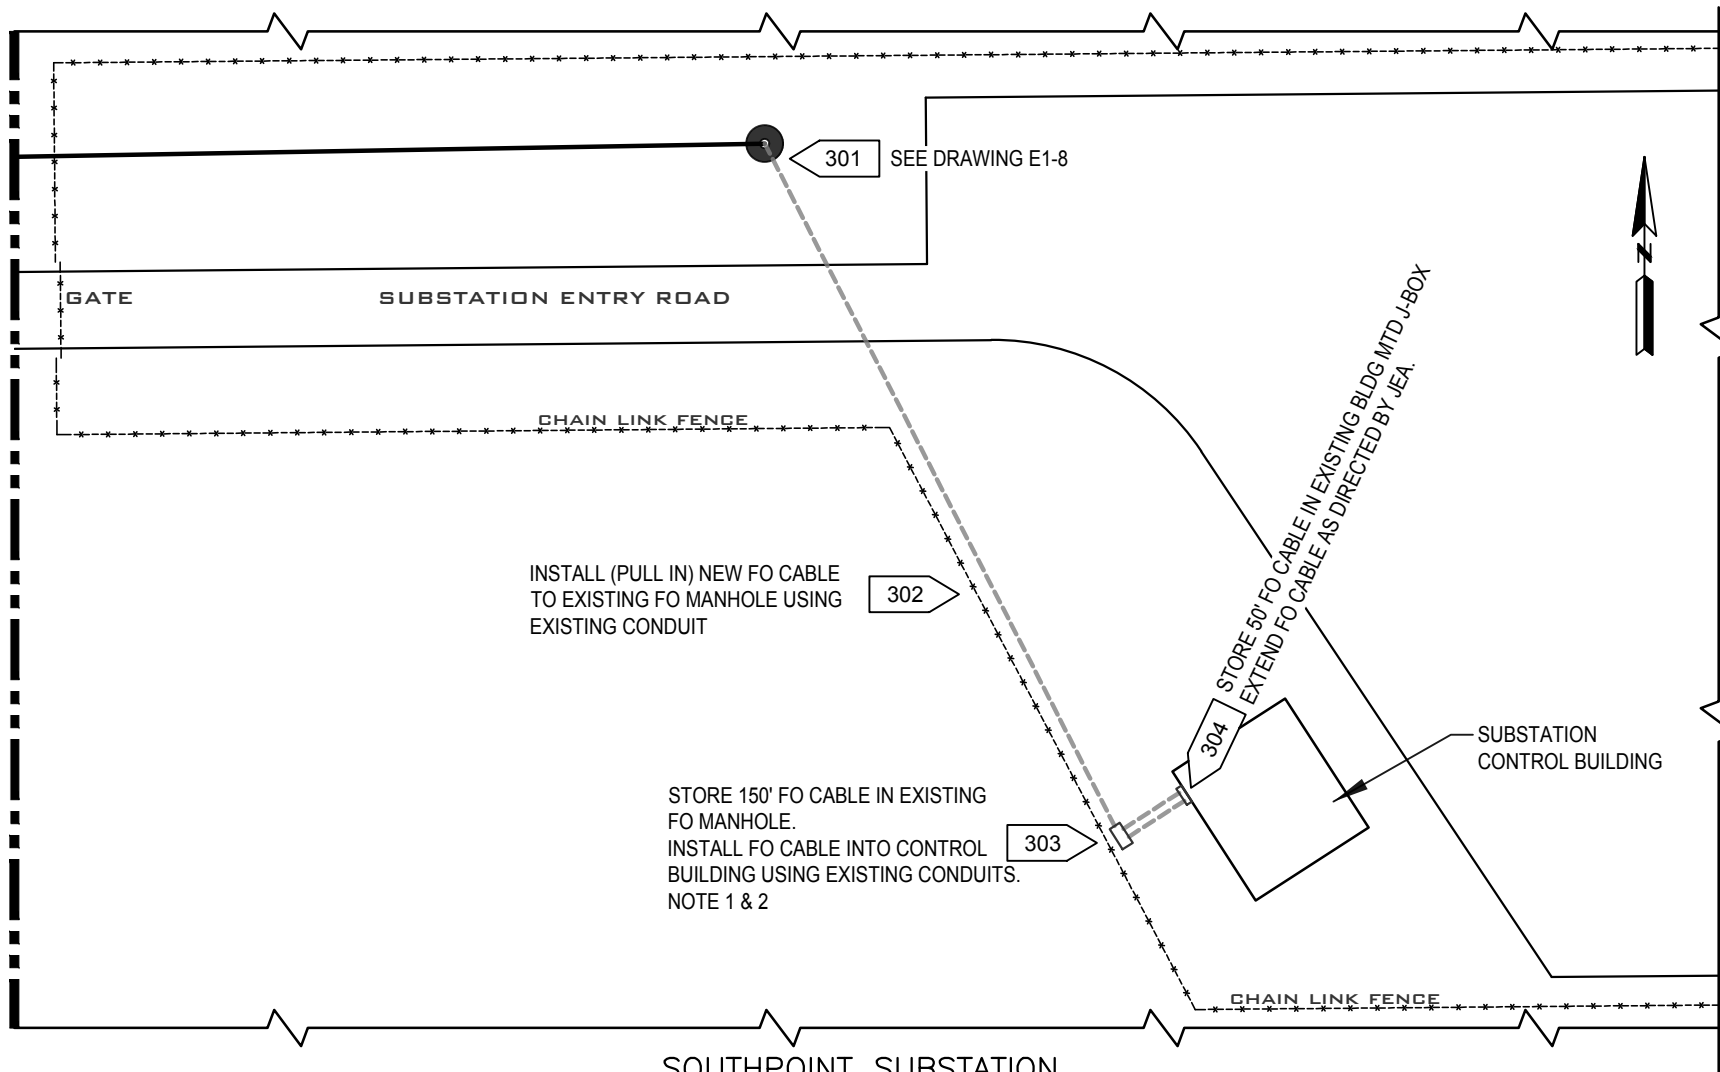 301 SEE DRAWING E1-8
N
GATE
SUBSTATION ENTRY ROAD
CHAIN LINK FENCE
STORE 50' FO CABLE IN EXISTING BLDG MTD J-BOX
EXTEND FO CABLE AS DIRECTED BY JEA.
304
INSTALL (PULL IN) NEW FO CABLE
TO EXISTING FO MANHOLE USING
EXISTING CONDUIT
302
SUBSTATION
CONTROL BUILDING
STORE 150' FO CABLE IN EXISTING
FO MANHOLE.
INSTALL FO CABLE INTO CONTROL
BUILDING USING EXISTING CONDUITS.
NOTE 1 & 2
303
CHAIN LINK FENCE
SOUTHPOINT SUBSTATION